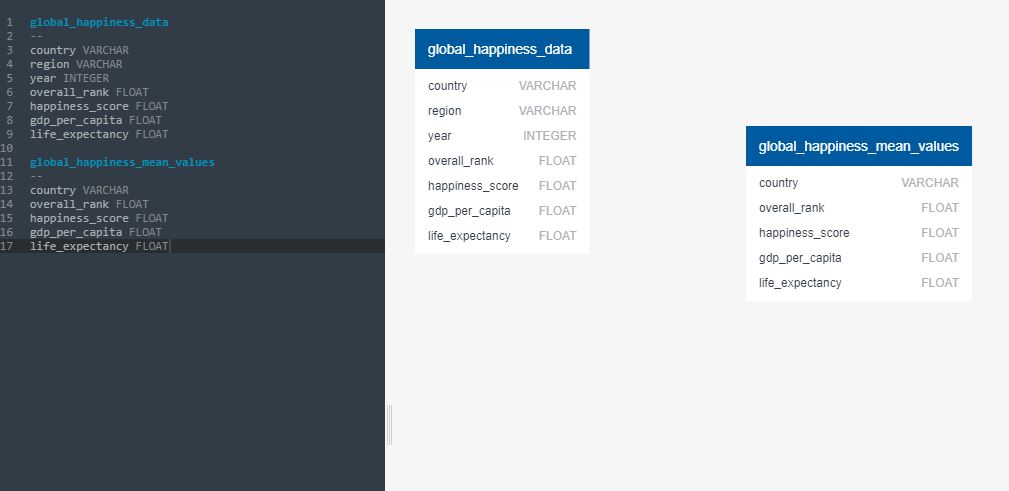 1 global_happiness_data
2 --
3 country VARCHAR
4 region VARCHAR
5 year INTEGER
6 overall_rank FLOAT
7 happiness_score FLOAT
8 gdp_per_capita FLOAT
9 life_expectancy FLOAT
10
11 global_happiness_mean_values
12 --
13 country VARCHAR
14 overall_rank FLOAT
15 happiness_score FLOAT
16 gdp_per_capita FLOAT
17 life_expectancy FLOAT
global_happiness_data
country VARCHAR
region VARCHAR
year INTEGER
overall_rank FLOAT
happiness_score FLOAT
gdp_per_capita FLOAT
life_expectancy FLOAT
global_happiness_mean_values
country VARCHAR
overall_rank FLOAT
happiness_score FLOAT
gdp_per_capita FLOAT
life_expectancy FLOAT